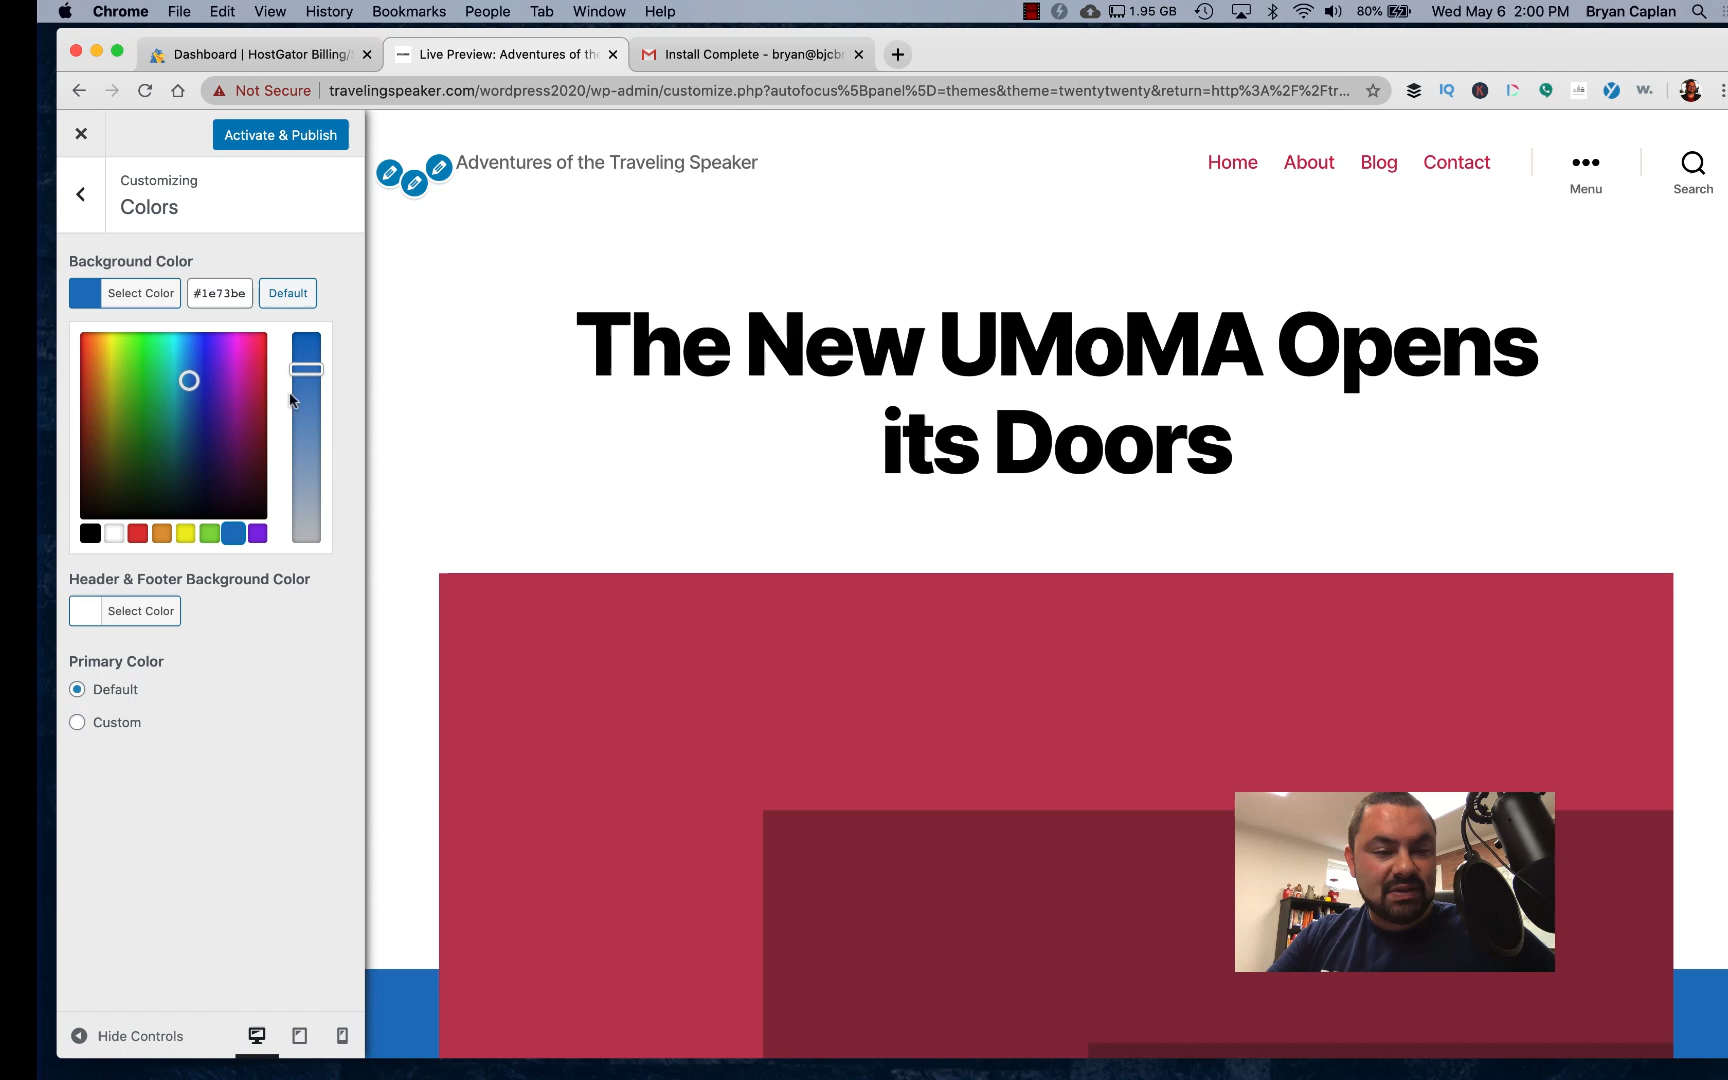 Chrome File Edit View History Bookmarks People Tab Window Help 1.95 GB 80% Wed May 6 2:00 PM Bryan Caplan
Dashboard | HostGator Billing/ Live Preview: Adventures of the Install Complete - bryan@bjcbr
Not Secure travelingspeaker.com/wordpress2020/wp-admin/customize.php?autofocus%5Bpanel%5D=themes&theme=twentytwenty&return=http%3A%2F%2Ftr... IQ K y w.
Activate & Publish
Customizing
Colors
Background Color
Select Color #1e73be Default
Header & Footer Background Color
Select Color
Primary Color
Default
Custom
Hide Controls
Adventures of the Traveling Speaker Home About Blog Contact
Menu Search
The New UMoMA Opens
its Doors